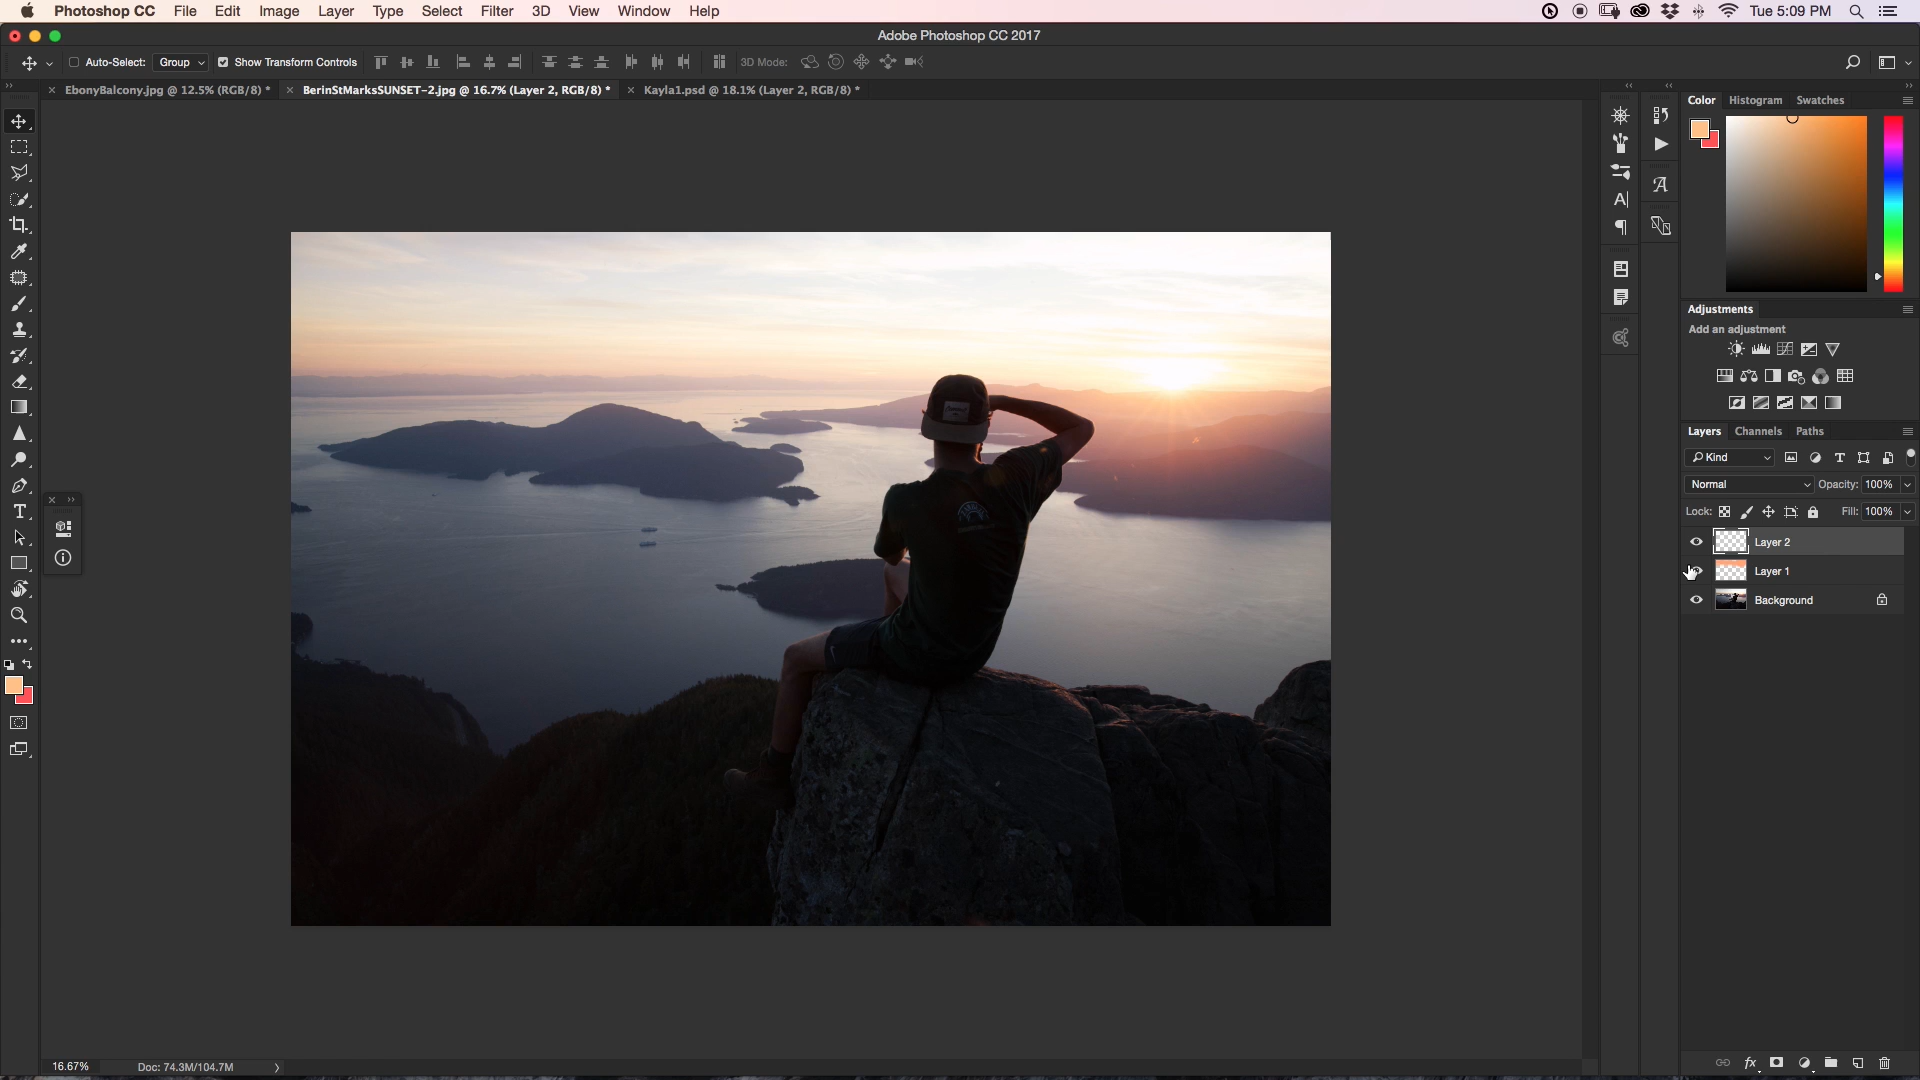 Photoshop CC File Edit Image Layer Type Select Filter 3D View Window Help Tue 5:09 PM
Adobe Photoshop CC 2017
Auto-Select: Group Show Transform Controls 3D Mode:
EbonyBalcony.jpg @ 12.5% (RGB/8) * BerinStMarksSUNSET-2.jpg @ 16.7% (Layer 2, RGB/8) * Kayla1.psd @ 18.1% (Layer 2, RGB/8) *
Color Histogram Swatches
Adjustments
Add an adjustment
Layers Channels Paths
Kind
Normal Opacity: 100%
Lock: Fill: 100%
Layer 2
Layer 1
Background
16.67% Doc: 74.3M/104.7M